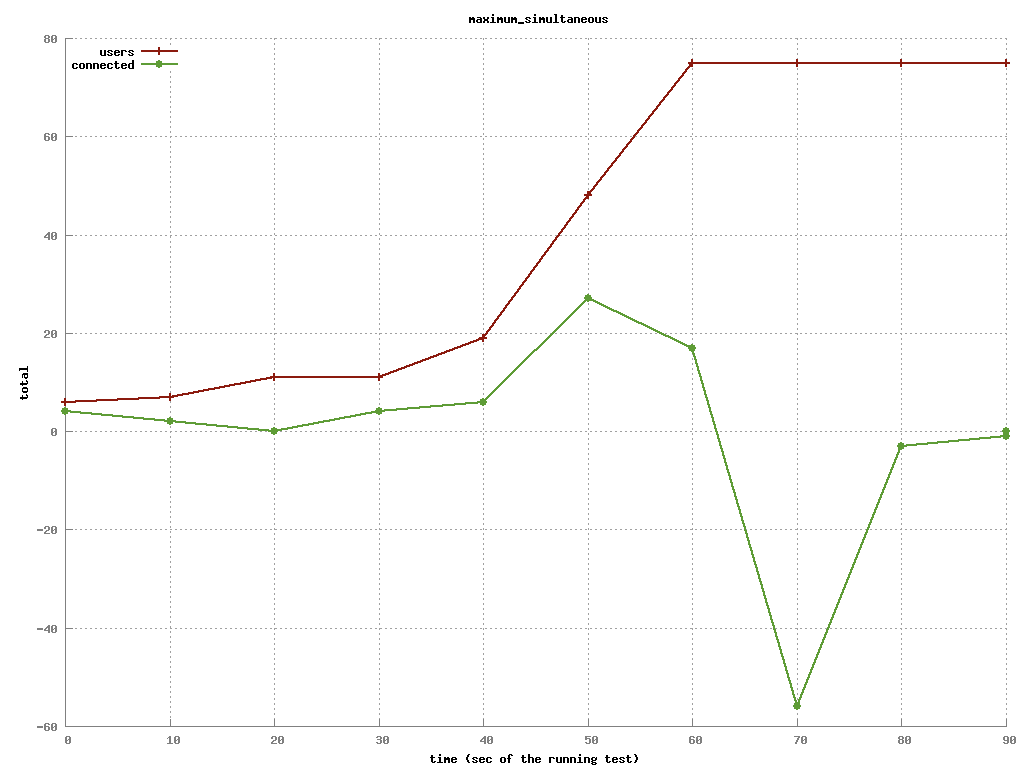 maximum_simultaneous
80
users
connected
60
40
20
total
0
-20
-40
-60
0 10 20 30 40 50 60 70 80 90
time (sec of the running test)